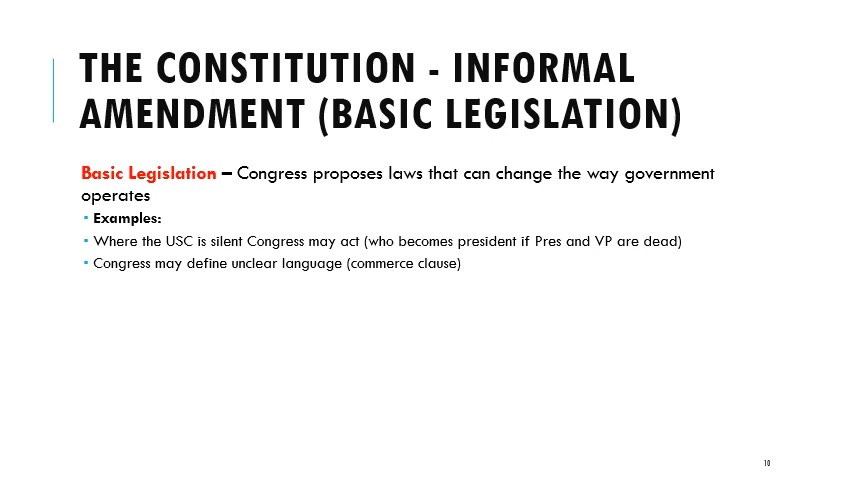 THE CONSTITUTION - INFORMAL
AMENDMENT (BASIC LEGISLATION)
Basic Legislation – Congress proposes laws that can change the way government
operates
▪ Examples:
▪ Where the USC is silent Congress may act (who becomes president if Pres and VP are dead)
▪ Congress may define unclear language (commerce clause)
10